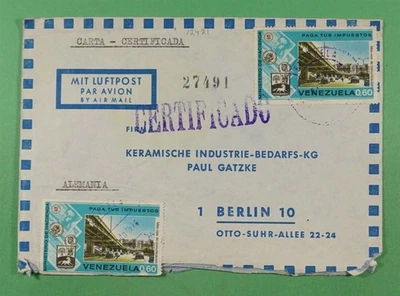 CARTA - CERTIFICADA
MIT LUFTPOST
PAR AVION
BY AIR MAIL
27491
CERTIFICADO
PAGA TUS IMPUESTOS
VENEZUELA 0,60
FIRMA
KERAMISCHE INDUSTRIE-BEDARFS-KG
PAUL GATZKE
ALEMANIA
1 BERLIN 10
OTTO-SUHR-ALLEE 22-24
PAGA TUS IMPUESTOS
VENEZUELA 0,60